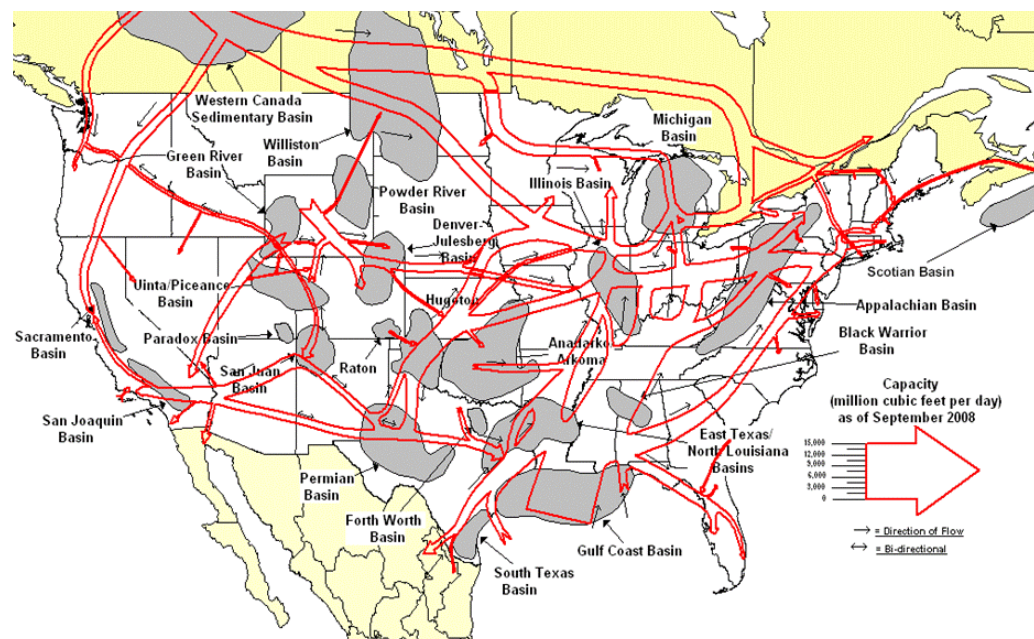 Western Canada
Sedimentary Basin
Michigan
Basin
Green River
Basin
Williston
Basin
Illinois Basin
Powder River
Basin
Denver-
Julesberg
Basin
Uinta/Piceance
Basin
Hugoton
Scotian Basin
Appalachian Basin
Sacramento
Basin
Paradox Basin
Raton
Anadarko
Arkoma
Black Warrior
Basin
San Juan
Basin
San Joaquin
Basin
Capacity
(million cubic feet per day)
as of September 2008
15,000
12,000
9,000
6,000
3,000
0
East Texas/
North Louisiana
Basins
Permian
Basin
Forth Worth
Basin
Gulf Coast Basin
South Texas
Basin
= Direction of Flow
= Bi-directional